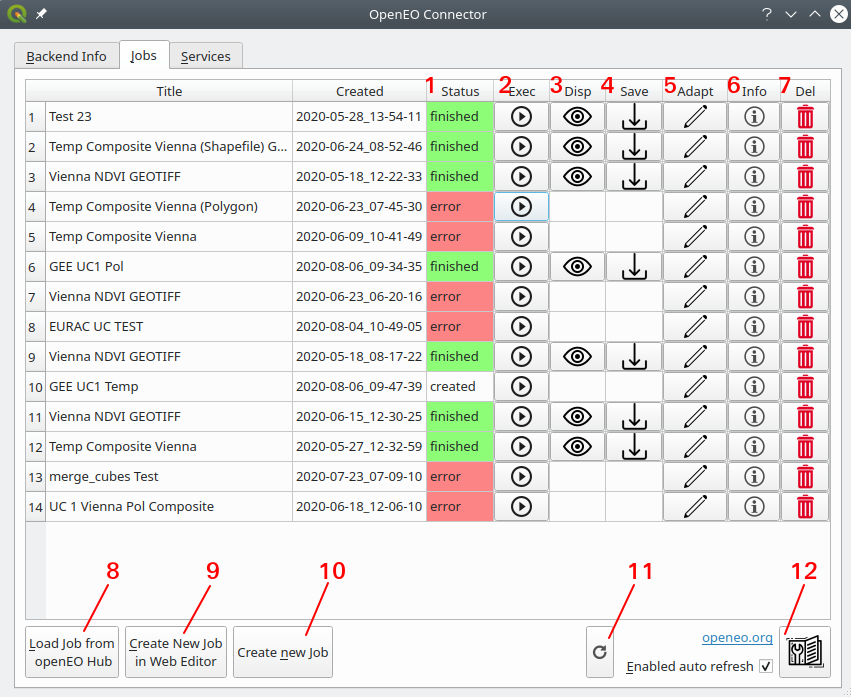 OpenEO Connector
Backend Info Jobs Services
Title Created 1 Status 2 Exec 3 Disp 4 Save 5 Adapt 6 Info 7 Del
1 Test 23 2020-05-28_13-54-11 finished
2 Temp Composite Vienna (Shapefile) G... 2020-06-24_08-52-46 finished
3 Vienna NDVI GEOTIFF 2020-05-18_12-22-33 finished
4 Temp Composite Vienna (Polygon) 2020-06-23_07-45-30 error
5 Temp Composite Vienna 2020-06-09_10-41-49 error
6 GEE UC1 Pol 2020-08-06_09-34-35 finished
7 Vienna NDVI GEOTIFF 2020-06-23_06-20-16 error
8 EURAC UC TEST 2020-08-04_10-49-05 error
9 Vienna NDVI GEOTIFF 2020-05-18_08-17-22 finished
10 GEE UC1 Temp 2020-08-06_09-47-39 created
11 Vienna NDVI GEOTIFF 2020-06-15_12-30-25 finished
12 Temp Composite Vienna 2020-05-27_12-32-59 finished
13 merge_cubes Test 2020-07-23_07-09-10 error
14 UC 1 Vienna Pol Composite 2020-06-18_12-06-10 error
8 9 10 11 12
Load Job from
openEO Hub
Create New Job
in Web Editor
Create new Job
openeo.org
Enabled auto refresh